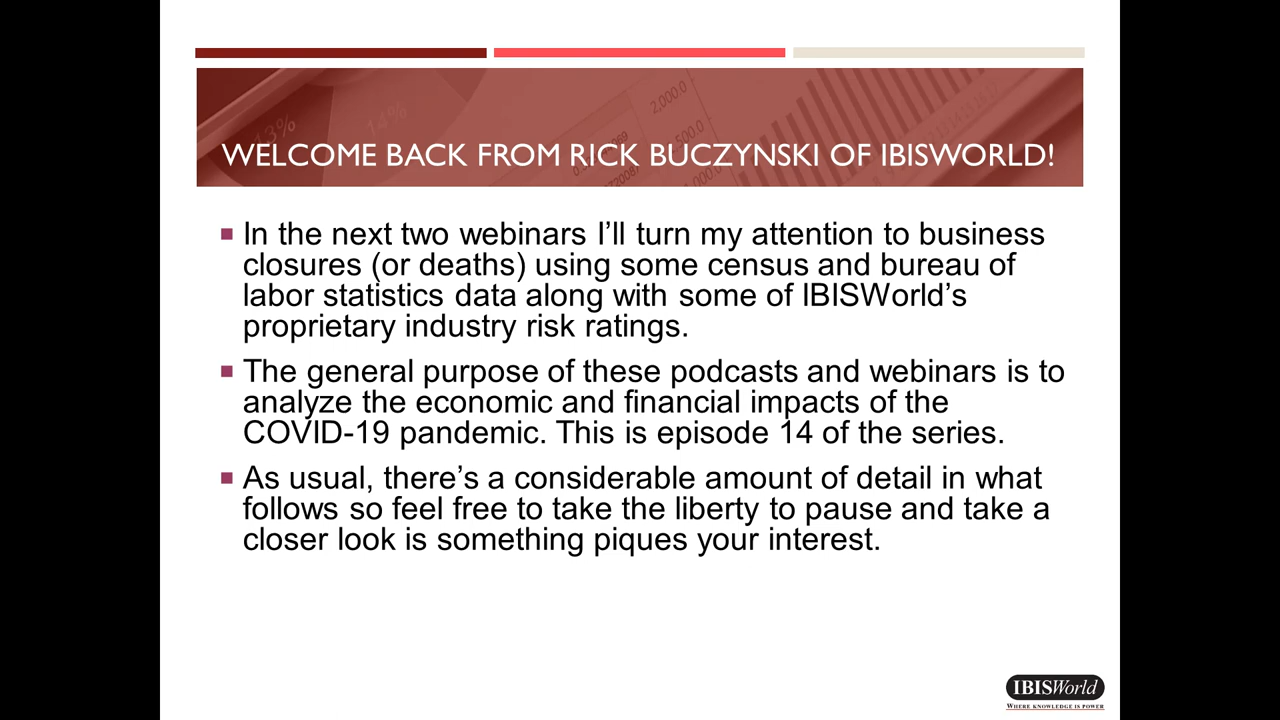 13%
14%
2,000.0
WELCOME BACK FROM RICK BUCZYNSKI OF IBISWORLD!
■ In the next two webinars I’ll turn my attention to business
closures (or deaths) using some census and bureau of
labor statistics data along with some of IBISWorld’s
proprietary industry risk ratings.
■ The general purpose of these podcasts and webinars is to
analyze the economic and financial impacts of the
COVID-19 pandemic. This is episode 14 of the series.
■ As usual, there’s a considerable amount of detail in what
follows so feel free to take the liberty to pause and take a
closer look is something piques your interest.
IBISWorld
WHERE KNOWLEDGE IS POWER